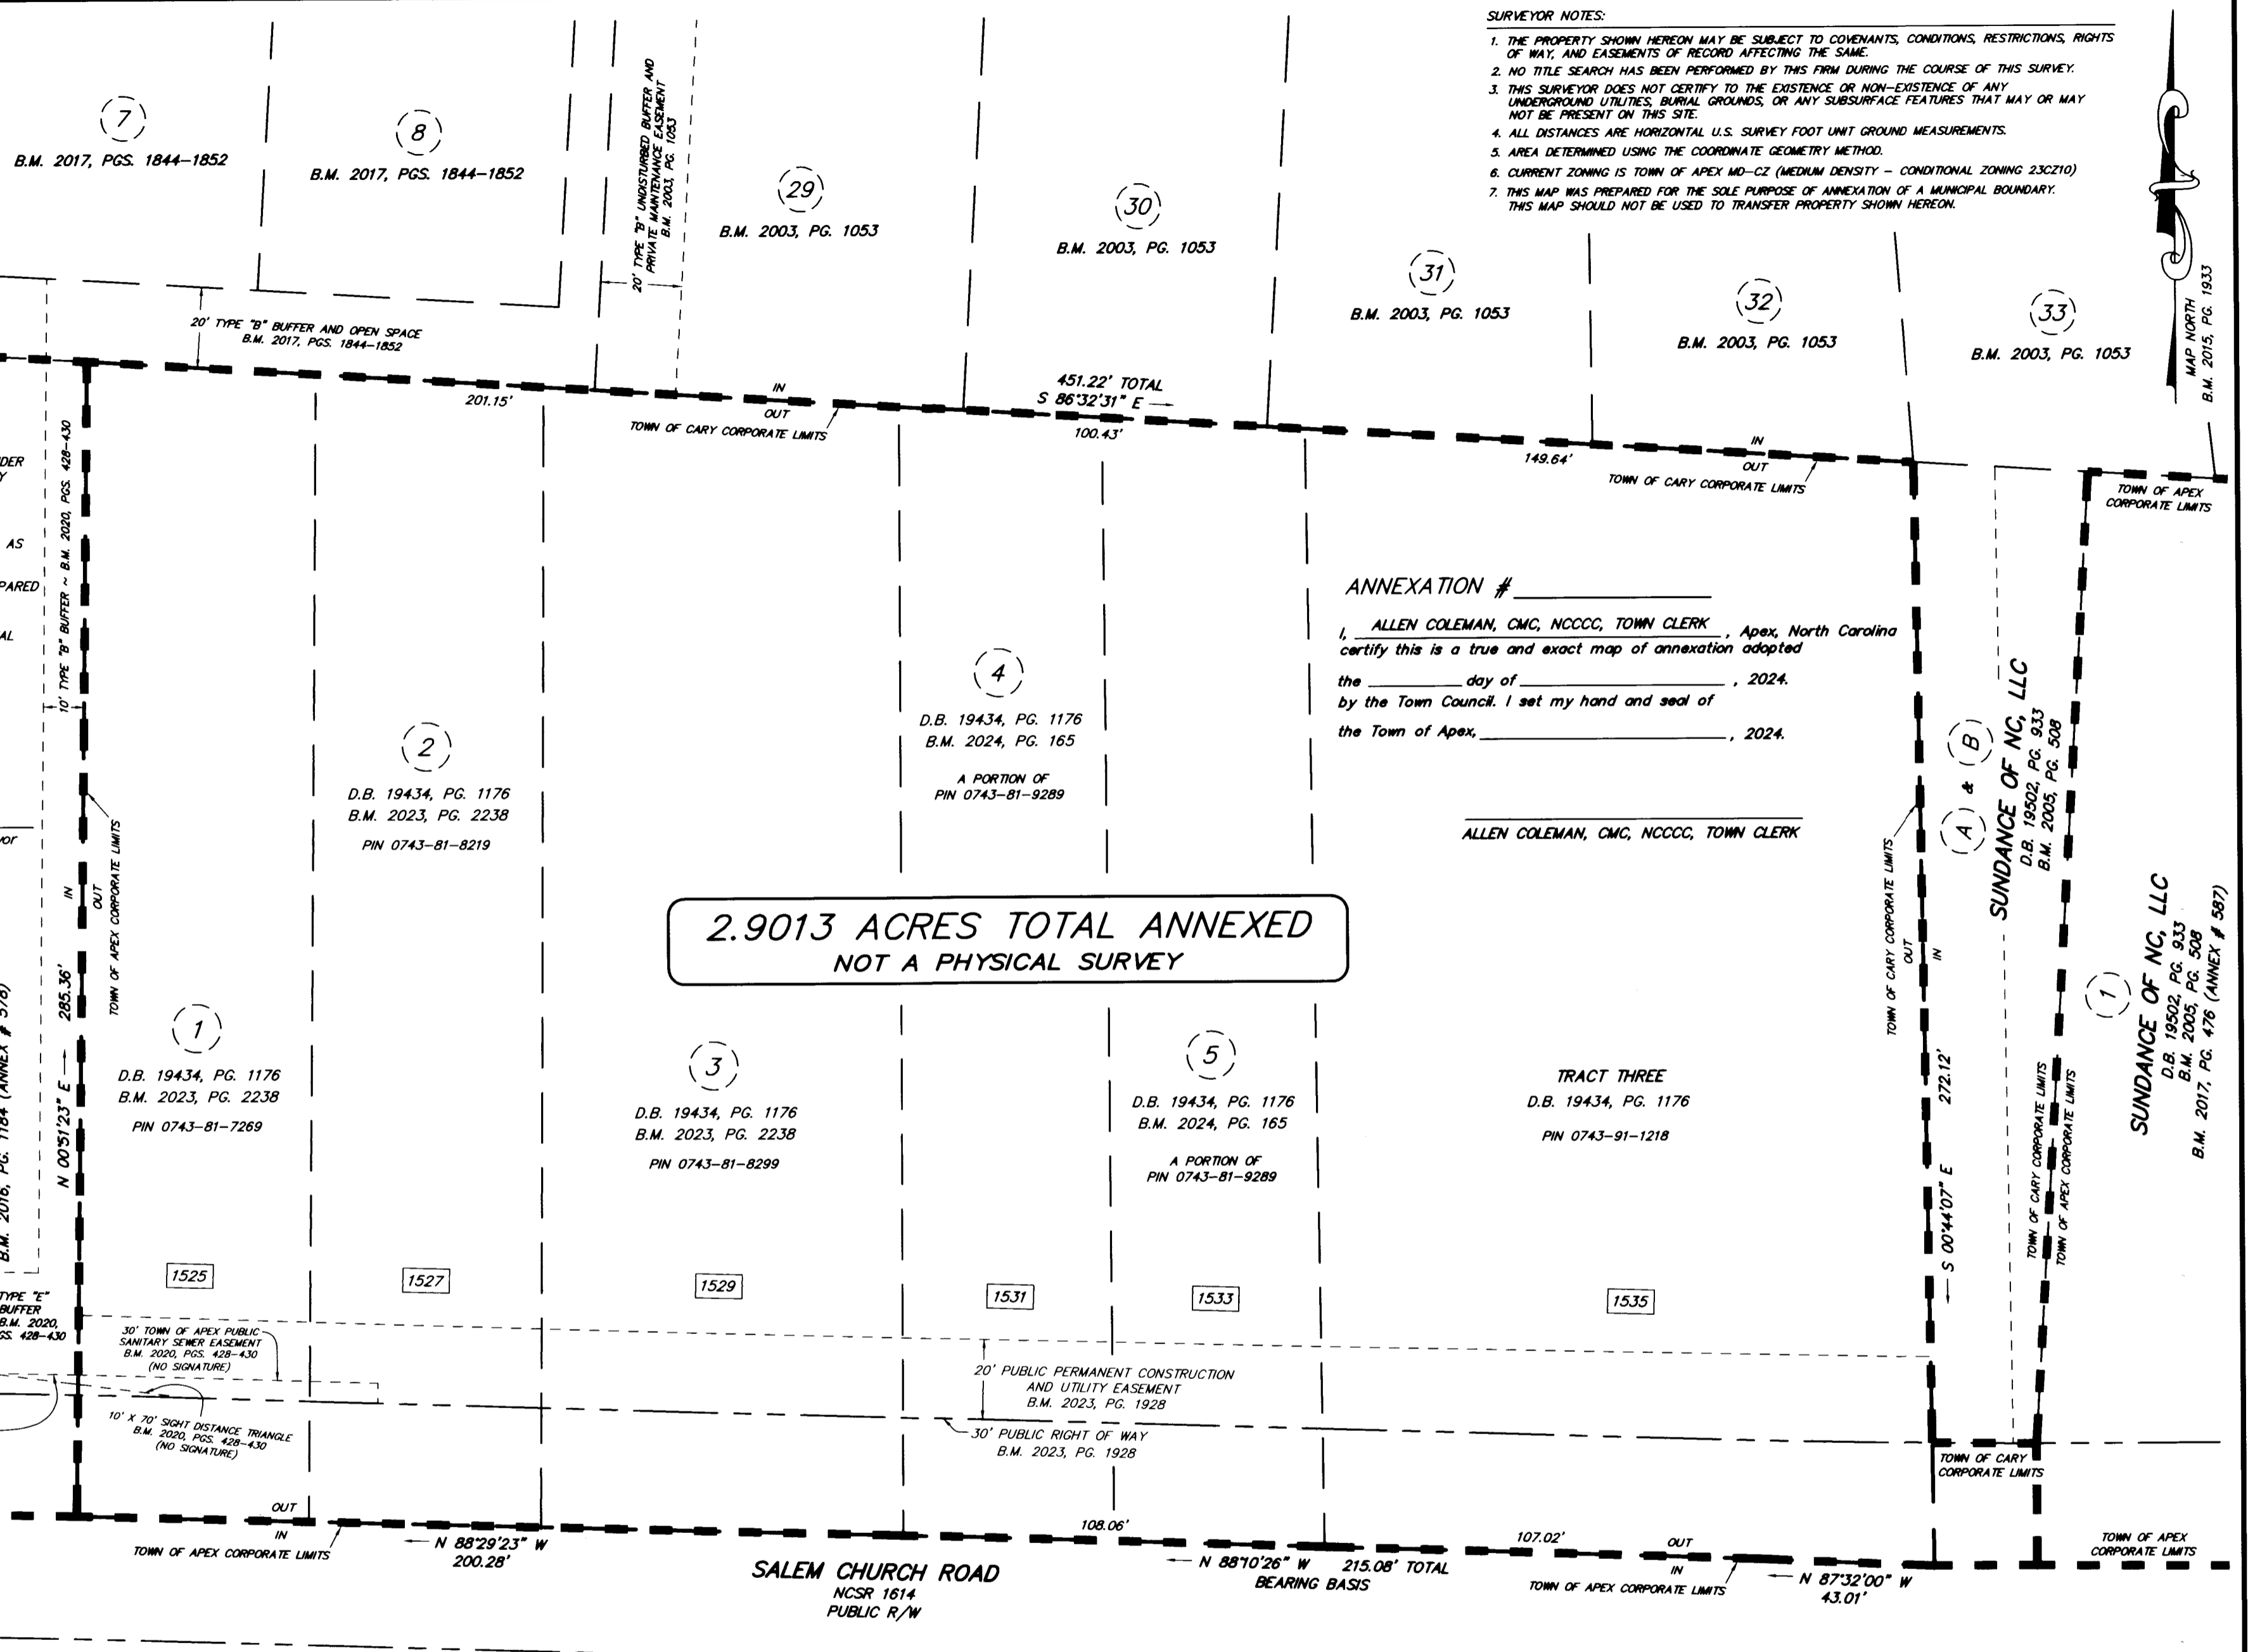 SURVEYOR NOTES:
1. THE PROPERTY SHOWN HEREON MAY BE SUBJECT TO COVENANTS, CONDITIONS, RESTRICTIONS, RIGHTS
OF WAY, AND EASEMENTS OF RECORD AFFECTING THE SAME.
2. NO TITLE SEARCH HAS BEEN PERFORMED BY THIS FIRM DURING THE COURSE OF THIS SURVEY.
3. THIS SURVEYOR DOES NOT CERTIFY TO THE EXISTENCE OR NON-EXISTENCE OF ANY
UNDERGROUND UTILITIES, BURIAL GROUNDS, OR ANY SUBSURFACE FEATURES THAT MAY OR MAY
NOT BE PRESENT ON THIS SITE.
4. ALL DISTANCES ARE HORIZONTAL U.S. SURVEY FOOT UNIT GROUND MEASUREMENTS.
5. AREA DETERMINED USING THE COORDINATE GEOMETRY METHOD.
6. CURRENT ZONING IS TOWN OF APEX MD-CZ (MEDIUM DENSITY - CONDITIONAL ZONING 23CZ10)
7. THIS MAP WAS PREPARED FOR THE SOLE PURPOSE OF ANNEXATION OF A MUNICIPAL BOUNDARY.
THIS MAP SHOULD NOT BE USED TO TRANSFER PROPERTY SHOWN HEREON.
MAP NORTH
B.M. 2015, PG. 1933
7
B.M. 2017, PGS. 1844-1852
8
B.M. 2017, PGS. 1844-1852
20' TYPE "B" UNDISTURBED BUFFER AND
PRIVATE MAINTENANCE EASEMENT
B.M. 2003, PG. 1053
29
B.M. 2003, PG. 1053
30
B.M. 2003, PG. 1053
31
B.M. 2003, PG. 1053
32
B.M. 2003, PG. 1053
33
B.M. 2003, PG. 1053
20' TYPE "B" BUFFER AND OPEN SPACE
B.M. 2017, PGS. 1844-1852
201.15'
IN
OUT
TOWN OF CARY CORPORATE LIMITS
451.22' TOTAL
S 86°32'31" E
100.43'
149.64'
IN
OUT
TOWN OF CARY CORPORATE LIMITS
TOWN OF APEX
CORPORATE LIMITS
DER
Y
AS
PARED
AL
vor
10' TYPE "B" BUFFER ~ B.M. 2020, PGS. 428-430
IN
OUT
TOWN OF APEX CORPORATE LIMITS
N 00°51'23" E
285.36'
B.M. 2016, PG. 1184 (ANNEX # 578)
ANNEXATION #
I, ALLEN COLEMAN, CMC, NCCCC, TOWN CLERK , Apex, North Carolina
certify this is a true and exact map of annexation adopted
the day of , 2024.
by the Town Council. I set my hand and seal of
the Town of Apex, , 2024.
ALLEN COLEMAN, CMC, NCCCC, TOWN CLERK
2.9013 ACRES TOTAL ANNEXED
NOT A PHYSICAL SURVEY
1
D.B. 19434, PG. 1176
B.M. 2023, PG. 2238
PIN 0743-81-7269
2
D.B. 19434, PG. 1176
B.M. 2023, PG. 2238
PIN 0743-81-8219
3
D.B. 19434, PG. 1176
B.M. 2023, PG. 2238
PIN 0743-81-8299
4
D.B. 19434, PG. 1176
B.M. 2024, PG. 165
A PORTION OF
PIN 0743-81-9289
5
D.B. 19434, PG. 1176
B.M. 2024, PG. 165
A PORTION OF
PIN 0743-81-9289
TRACT THREE
D.B. 19434, PG. 1176
PIN 0743-91-1218
TOWN OF CARY CORPORATE LIMITS
OUT
IN
S 00°44'07" E
272.12'
A & B
SUNDANCE OF NC, LLC
D.B. 19502, PG. 933
B.M. 2005, PG. 508
TOWN OF CARY CORPORATE LIMITS
TOWN OF APEX CORPORATE LIMITS
1
SUNDANCE OF NC, LLC
D.B. 19502, PG. 933
B.M. 2005, PG. 508
B.M. 2017, PG. 476 (ANNEX # 587)
1525
1527
1529
1531
1533
1535
TYPE "E"
BUFFER
B.M. 2020,
GS. 428-430
30' TOWN OF APEX PUBLIC
SANITARY SEWER EASEMENT
B.M. 2020, PGS. 428-430
(NO SIGNATURE)
10' X 70' SIGHT DISTANCE TRIANGLE
B.M. 2020, PGS. 428-430
(NO SIGNATURE)
20' PUBLIC PERMANENT CONSTRUCTION
AND UTILITY EASEMENT
B.M. 2023, PG. 1928
30' PUBLIC RIGHT OF WAY
B.M. 2023, PG. 1928
TOWN OF CARY
CORPORATE LIMITS
OUT
IN
TOWN OF APEX CORPORATE LIMITS
N 88°29'23" W
200.28'
SALEM CHURCH ROAD
NCSR 1614
PUBLIC R/W
108.06'
N 88°10'26" W 215.08' TOTAL
BEARING BASIS
107.02'
OUT
IN
TOWN OF APEX CORPORATE LIMITS
N 87°32'00" W
43.01'
TOWN OF APEX
CORPORATE LIMITS